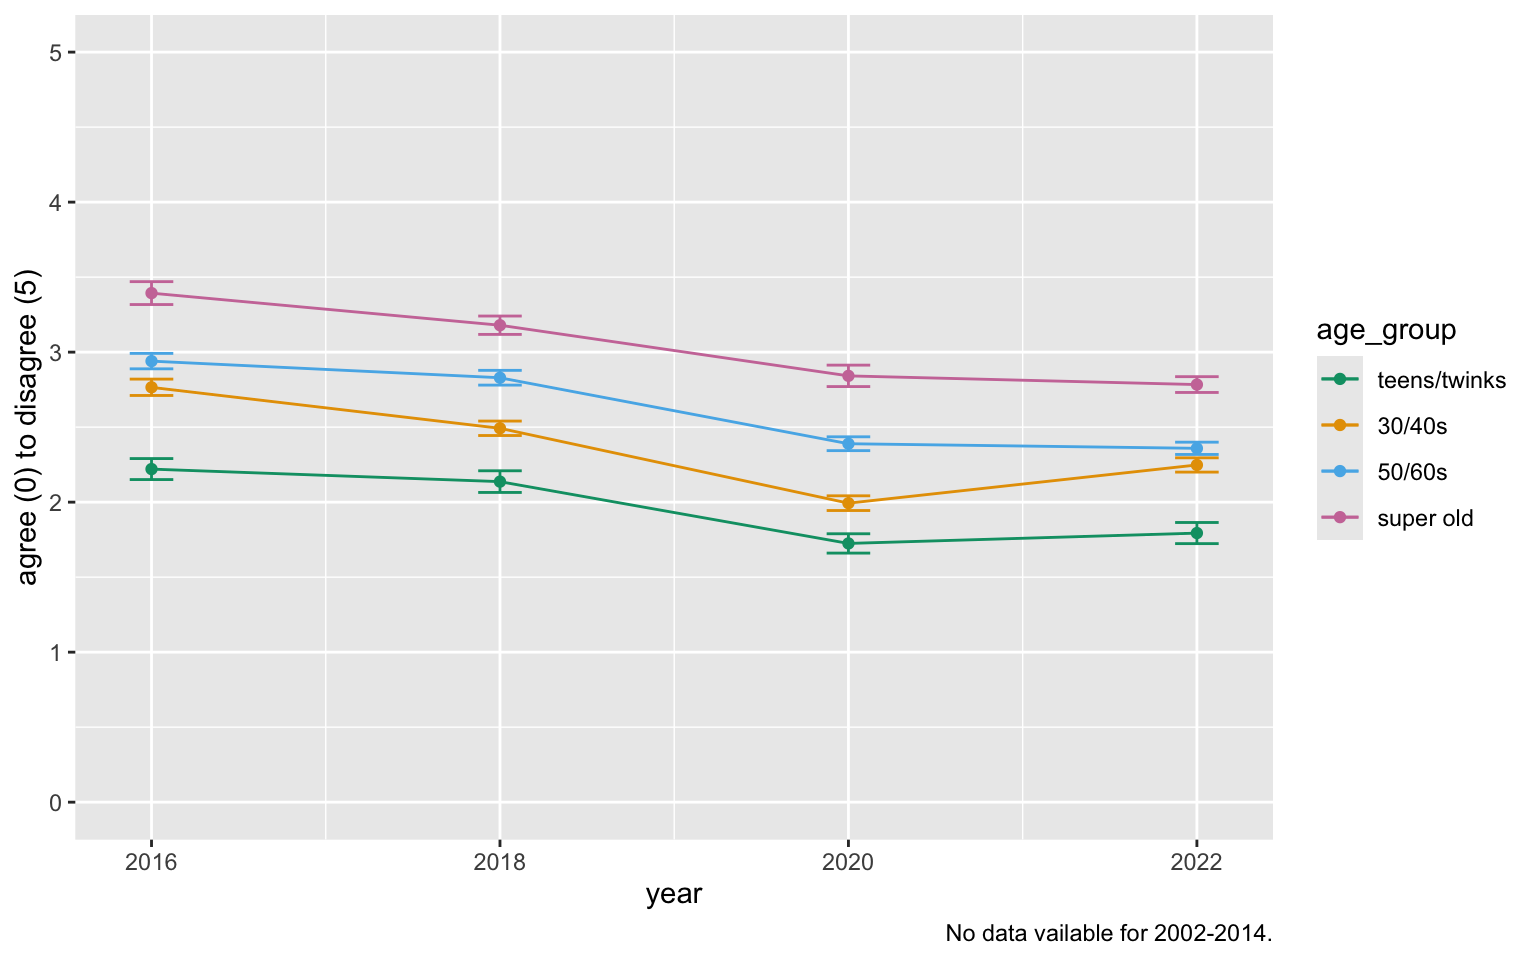 5
4
3
2
1
0
agree (0) to disagree (5)
2016
2018
2020
2022
year
age_group
teens/twinks
30/40s
50/60s
super old
No data vailable for 2002-2014.